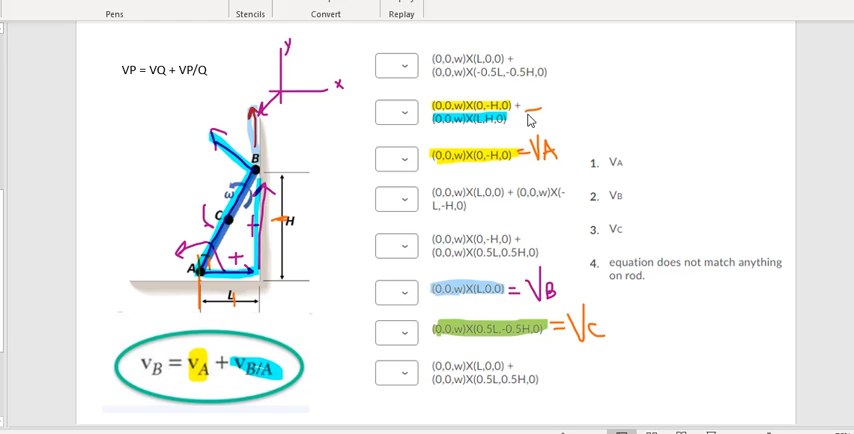 Pens
Stencils
Convert
Replay
VP = VQ + VP/Q
y
x
B
ω
C
H
A
L
vB = vA + vB/A
(0,0,w)X(L,0,0) +
(0,0,w)X(-0.5L,-0.5H,0)
(0,0,w)X(0,-H,0) +
(0,0,w)X(L,H,0)
(0,0,w)X(0,-H,0) = VA
(0,0,w)X(L,0,0) + (0,0,w)X(-
L,-H,0)
(0,0,w)X(0,-H,0) +
(0,0,w)X(0.5L,0.5H,0)
(0,0,w)X(L,0,0) = VB
(0,0,w)X(0.5L,-0.5H,0) = VC
(0,0,w)X(L,0,0) +
(0,0,w)X(0.5L,0.5H,0)
1. VA
2. VB
3. VC
4. equation does not match anything
on rod.